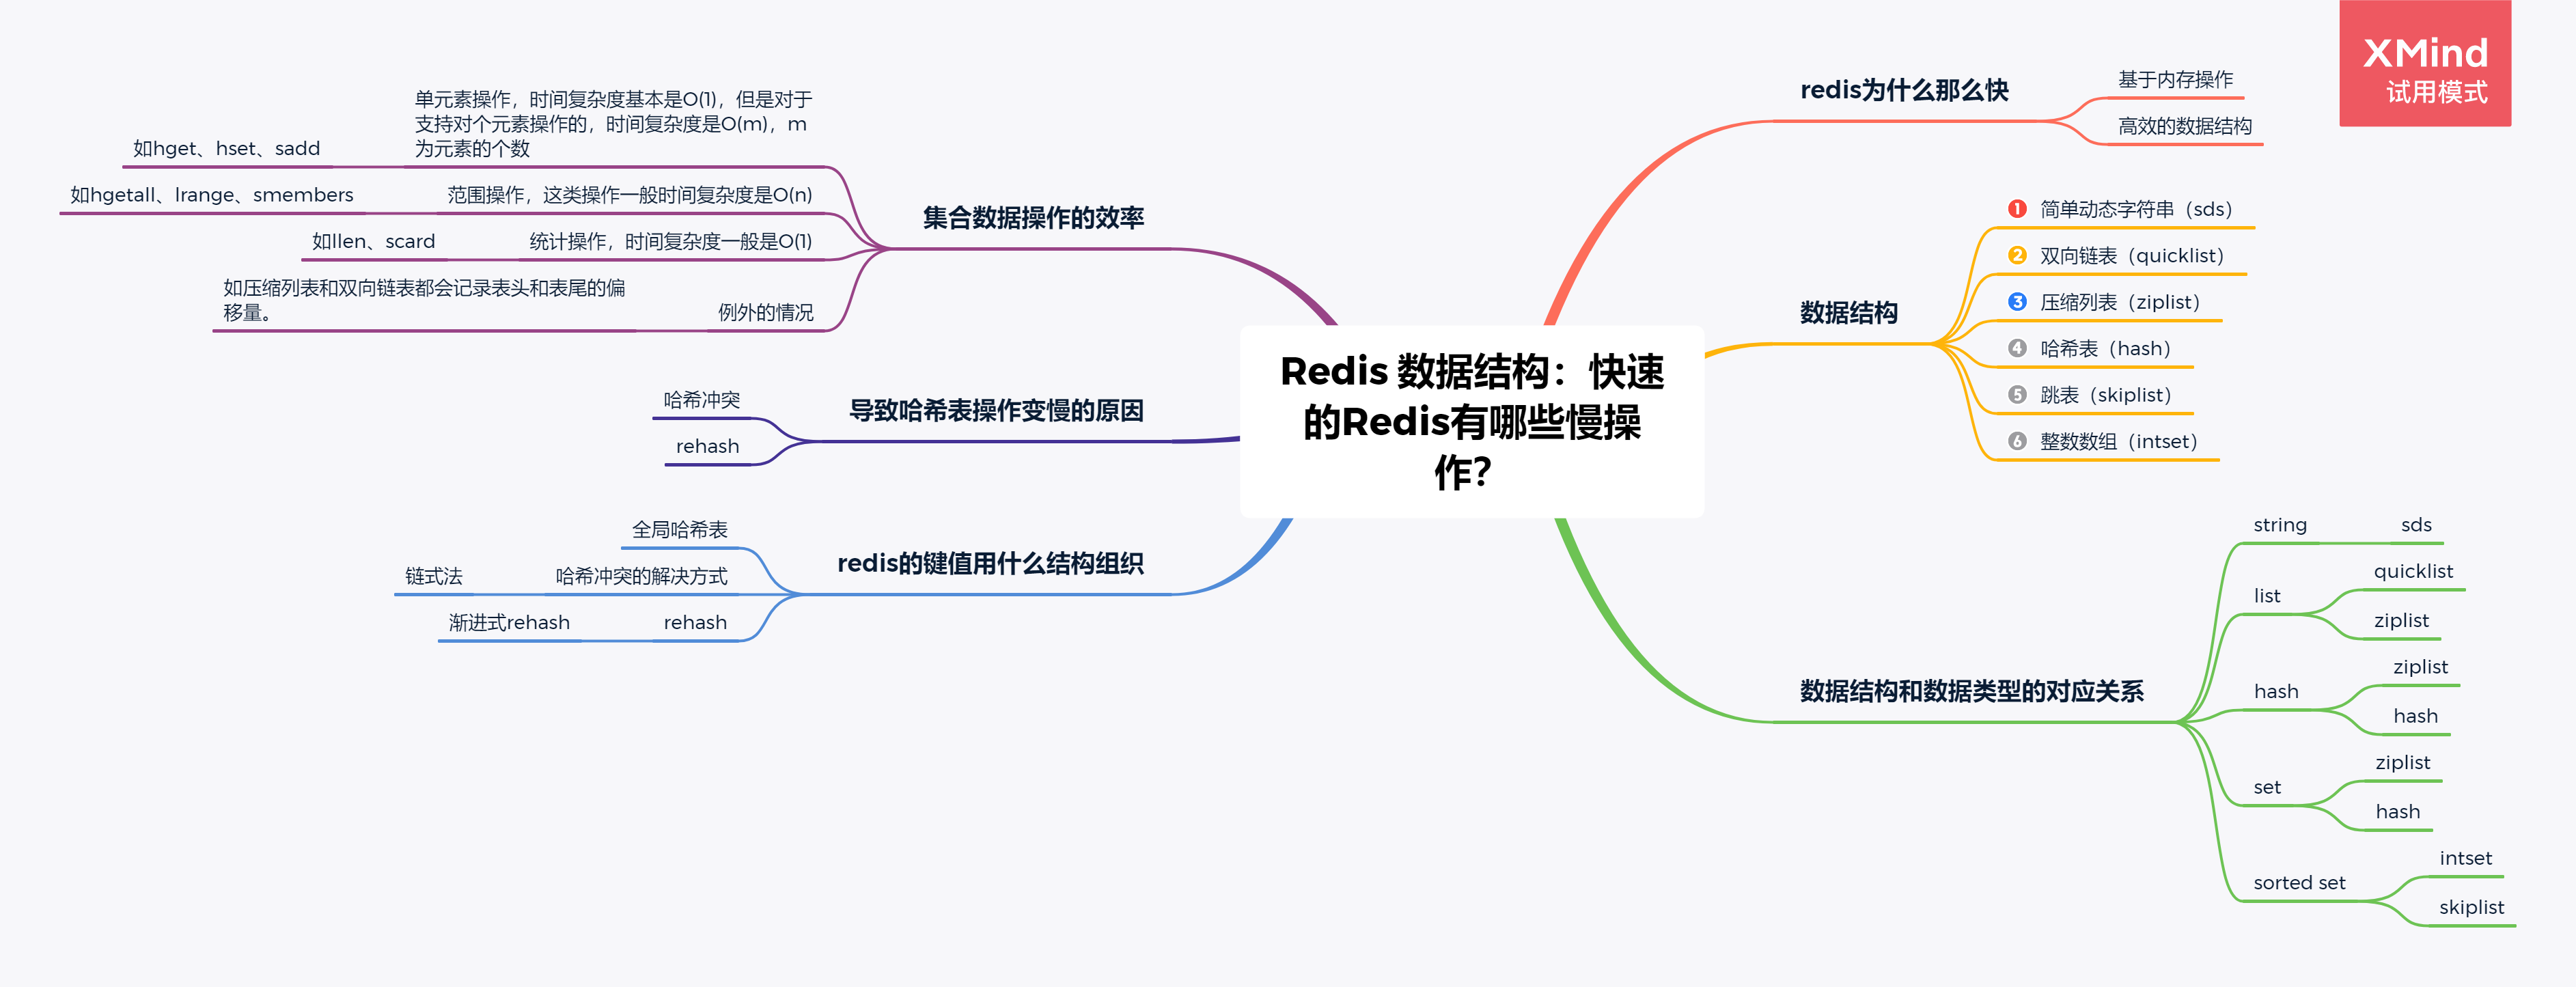 XMind
试用模式
Redis 数据结构：快速
的Redis有哪些慢操
作？
redis为什么那么快
基于内存操作
高效的数据结构
数据结构
1 简单动态字符串（sds）
2 双向链表（quicklist）
3 压缩列表（ziplist）
4 哈希表（hash）
5 跳表（skiplist）
6 整数数组（intset）
数据结构和数据类型的对应关系
string
sds
list
quicklist
ziplist
hash
ziplist
hash
set
ziplist
hash
sorted set
intset
skiplist
集合数据操作的效率
单元素操作，时间复杂度基本是O(1)，但是对于
支持对个元素操作的，时间复杂度是O(m)，m
为元素的个数
如hget、hset、sadd
范围操作，这类操作一般时间复杂度是O(n)
如hgetall、lrange、smembers
统计操作，时间复杂度一般是O(1)
如llen、scard
例外的情况
如压缩列表和双向链表都会记录表头和表尾的偏
移量。
导致哈希表操作变慢的原因
哈希冲突
rehash
redis的键值用什么结构组织
全局哈希表
哈希冲突的解决方式
链式法
rehash
渐进式rehash